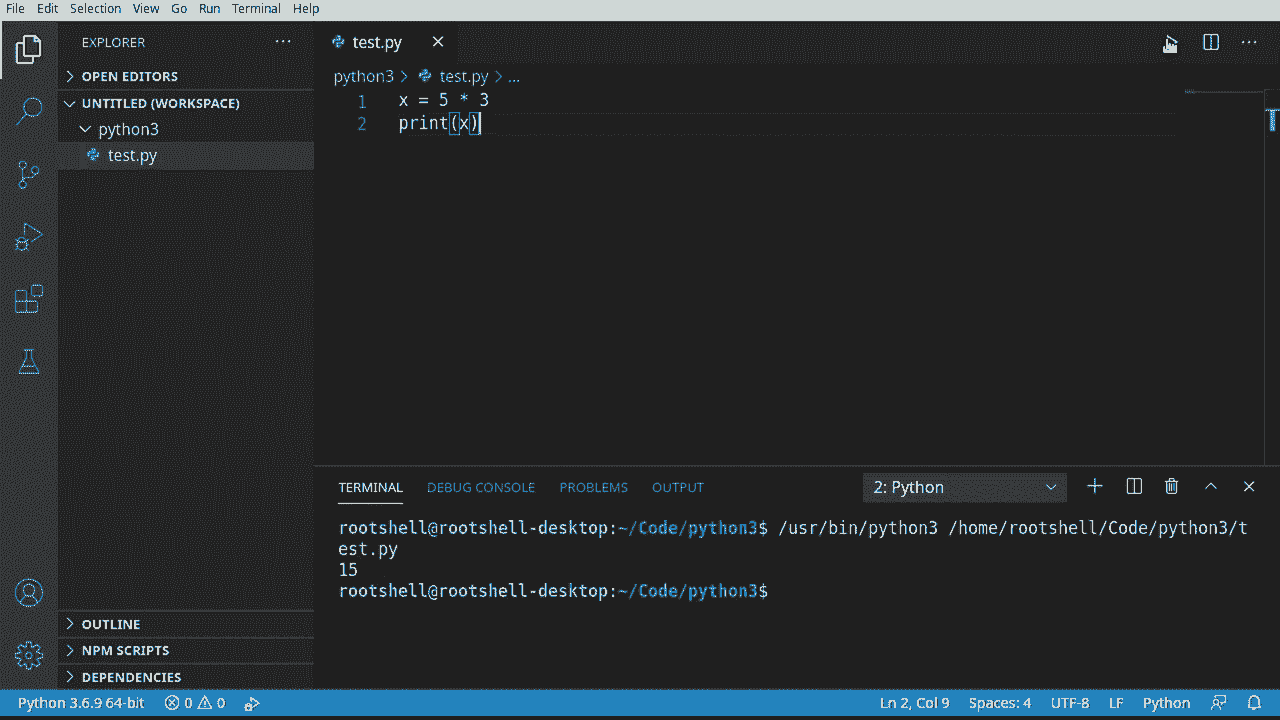 File Edit Selection View Go Run Terminal Help
EXPLORER ...
OPEN EDITORS
UNTITLED (WORKSPACE)
python3
test.py
OUTLINE
NPM SCRIPTS
DEPENDENCIES
test.py
python3 > test.py > ...
1 x = 5 * 3
2 print(x)
TERMINAL DEBUG CONSOLE PROBLEMS OUTPUT 2: Python
rootshell@rootshell-desktop:~/Code/python3$ /usr/bin/python3 /home/rootshell/Code/python3/t
est.py
15
rootshell@rootshell-desktop:~/Code/python3$
Python 3.6.9 64-bit 0 0 Ln 2, Col 9 Spaces: 4 UTF-8 LF Python